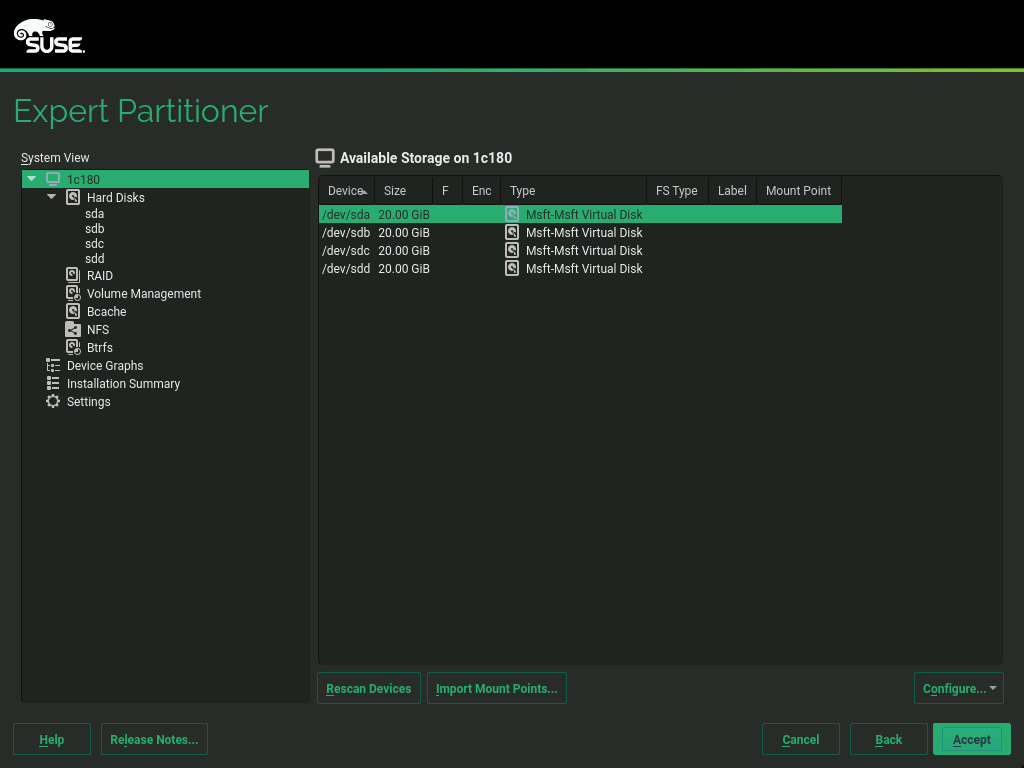 SUSE.
Expert Partitioner
System View
1c180
Hard Disks
sda
sdb
sdc
sdd
RAID
Volume Management
Bcache
NFS
Btrfs
Device Graphs
Installation Summary
Settings
Available Storage on 1c180
Device Size F Enc Type FS Type Label Mount Point
/dev/sda 20.00 GiB Msft-Msft Virtual Disk
/dev/sdb 20.00 GiB Msft-Msft Virtual Disk
/dev/sdc 20.00 GiB Msft-Msft Virtual Disk
/dev/sdd 20.00 GiB Msft-Msft Virtual Disk
Rescan Devices Import Mount Points... Configure...
Help Release Notes... Cancel Back Accept